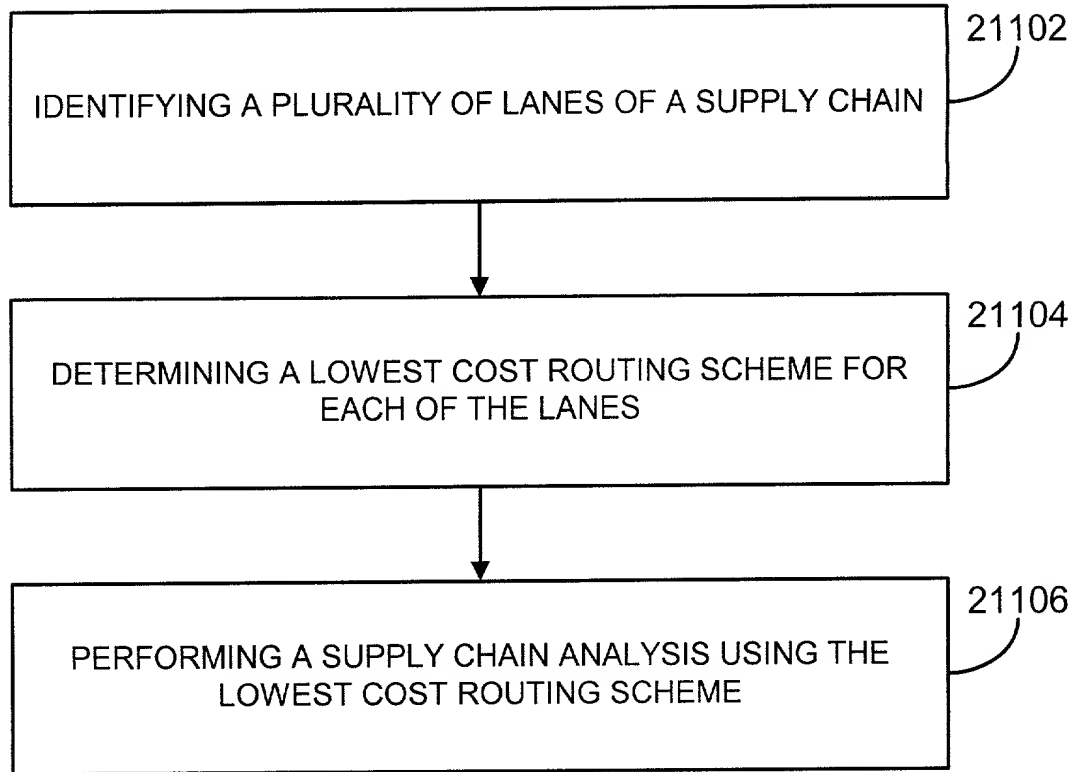 21102
IDENTIFYING A PLURALITY OF LANES OF A SUPPLY CHAIN
21104
DETERMINING A LOWEST COST ROUTING SCHEME FOR
EACH OF THE LANES
21106
PERFORMING A SUPPLY CHAIN ANALYSIS USING THE
LOWEST COST ROUTING SCHEME